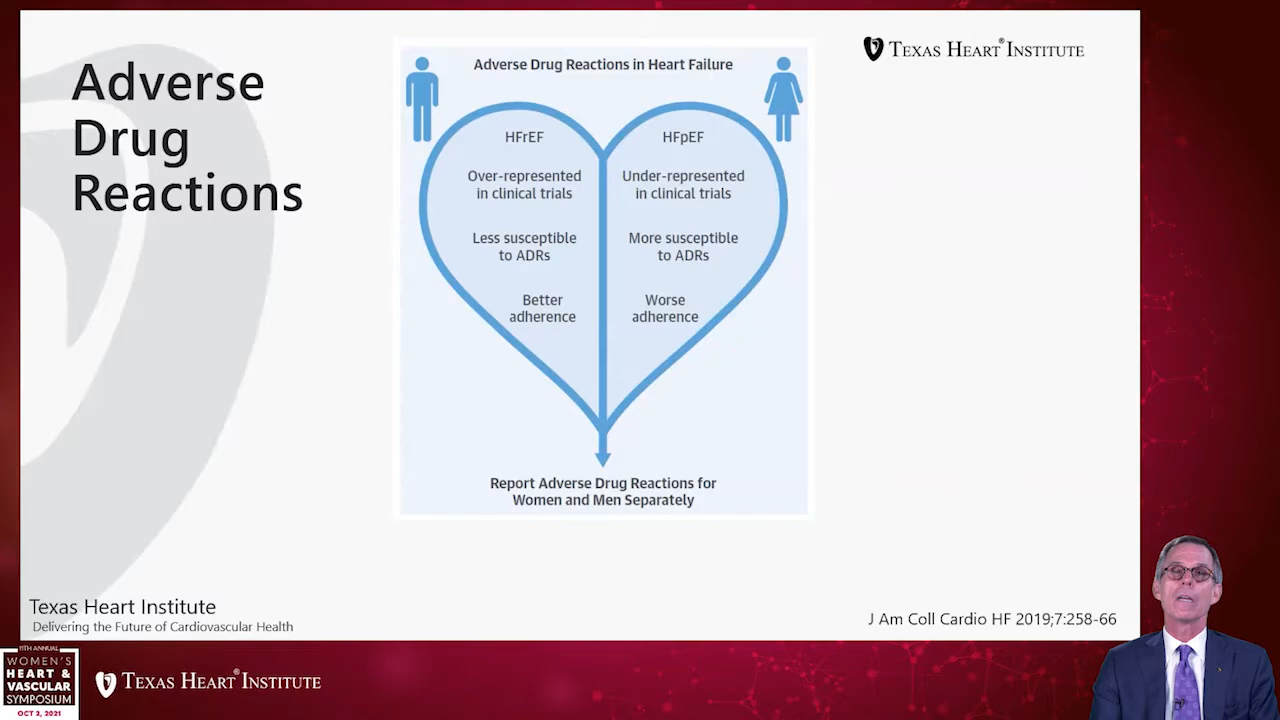 Adverse
Drug
Reactions
TEXAS HEART® INSTITUTE
Adverse Drug Reactions in Heart Failure
HFrEF
Over-represented
in clinical trials
Less susceptible
to ADRs
Better
adherence
HFpEF
Under-represented
in clinical trials
More susceptible
to ADRs
Worse
adherence
Report Adverse Drug Reactions for
Women and Men Separately
Texas Heart Institute
Delivering the Future of Cardiovascular Health
J Am Coll Cardio HF 2019;7:258-66
11TH ANNUAL
WOMEN'S
HEART &
VASCULAR
SYMPOSIUM
OCT 2, 2021
TEXAS HEART® INSTITUTE